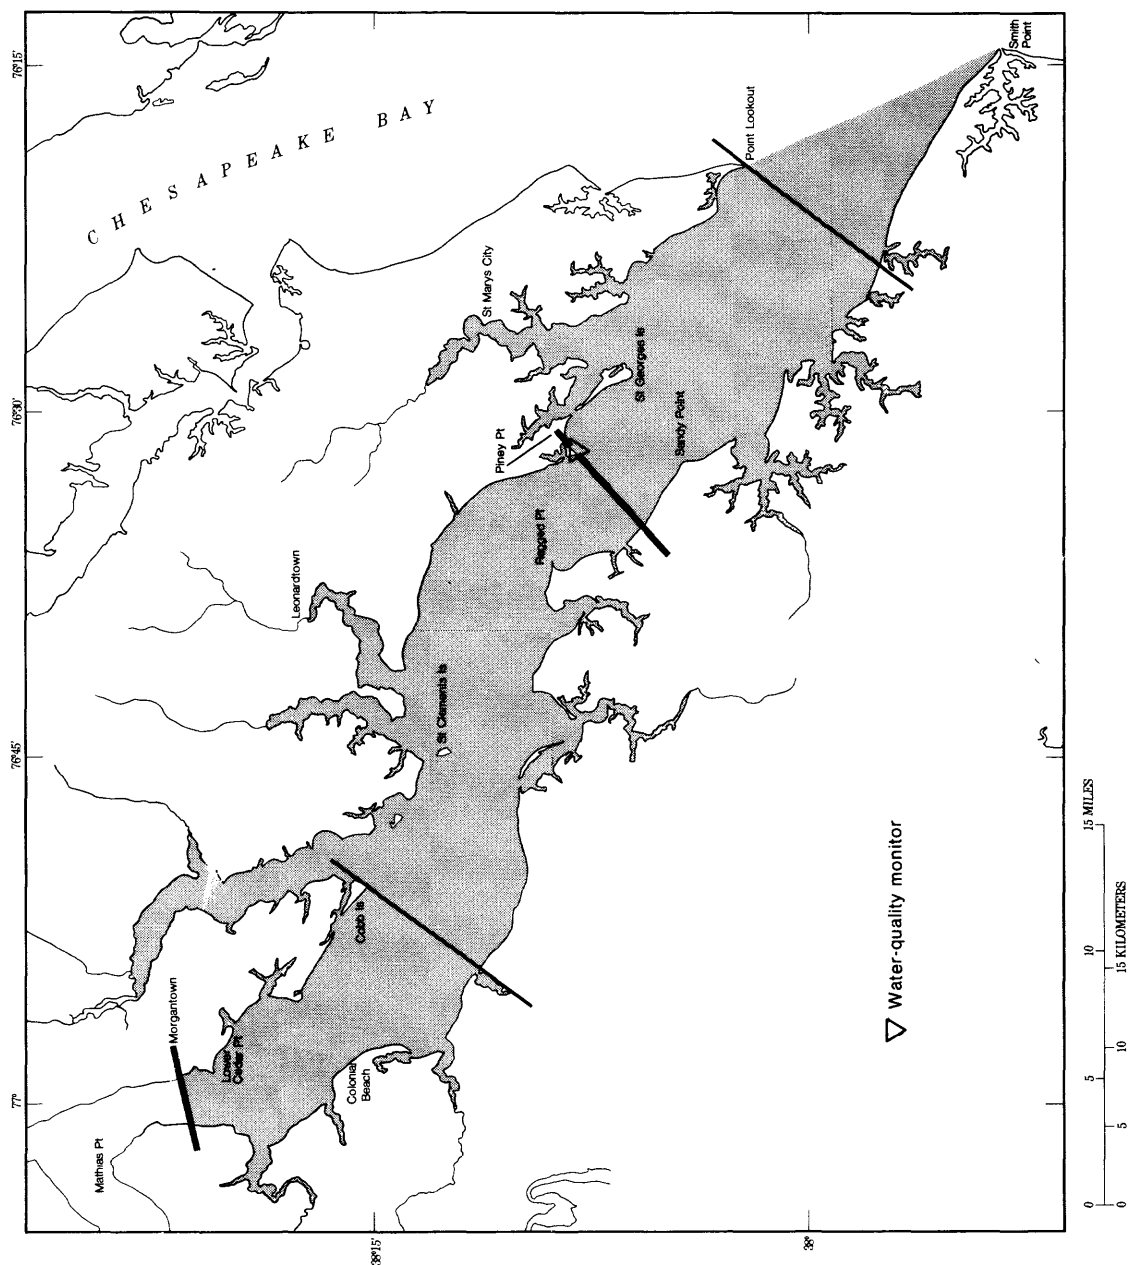 76°15'
76°30'
76°45'
77°
38°15'
38°
CHESAPEAKE BAY
Smith
Point
Point Lookout
St Marys City
St Georges Is
Piney Pt
Sandy Point
Ragged Pt
Leonardtown
St Clements Is
Cobb Is
Morgantown
Lower
Cedar Pt
Colonial
Beach
Mathias Pt
Water-quality monitor
0 5 10 15 MILES
0 5 10 15 KILOMETERS